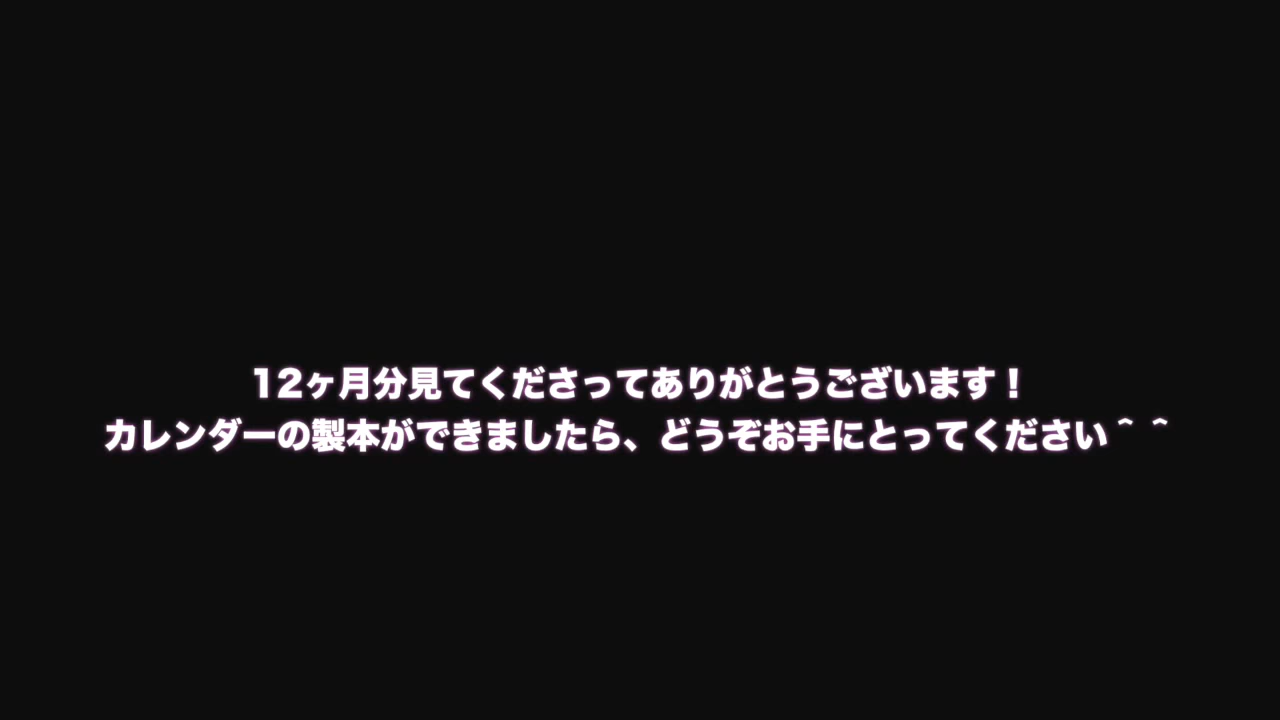 12ヶ月分見てくださってありがとうございます！
カレンダーの製本ができましたら、どうぞお手にとってください＾＾